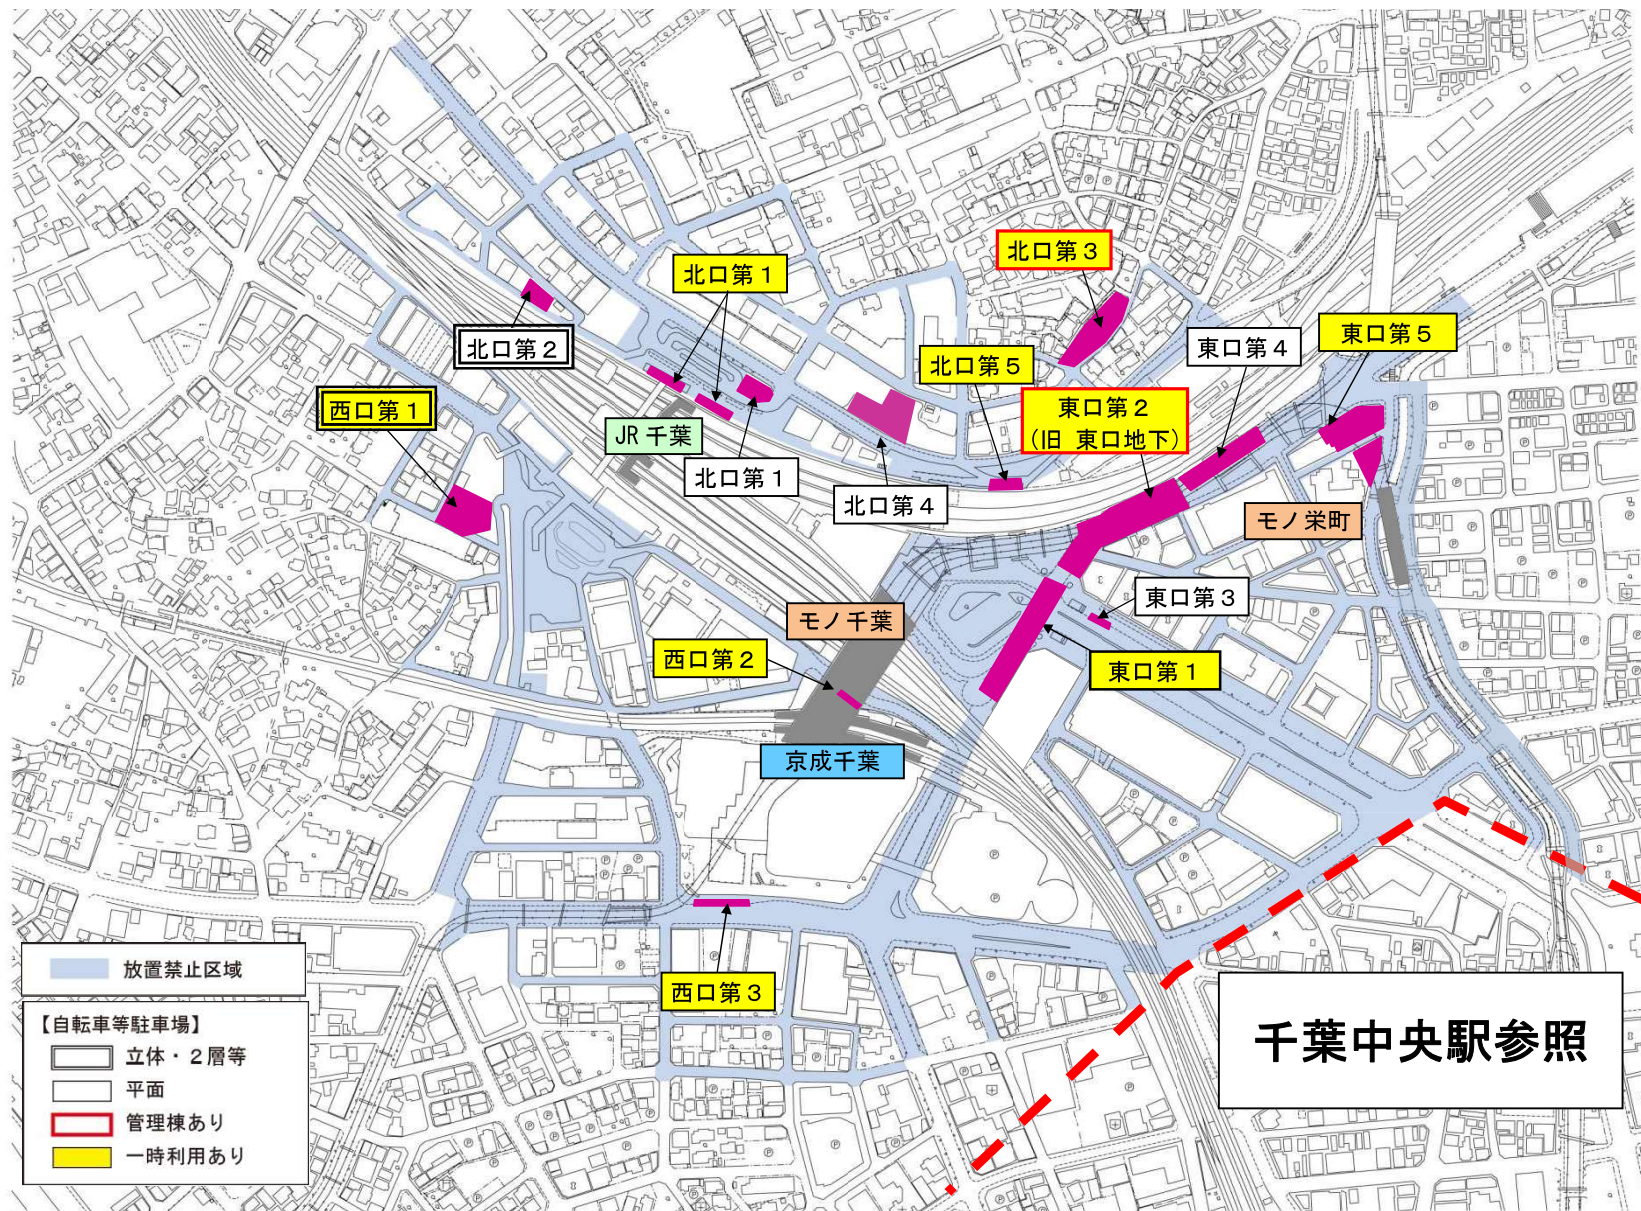 北口第３
北口第１
東口第５
東口第４
北口第２
北口第５
西口第１
東口第２
（旧 東口地下）
JR 千葉
北口第１
北口第４
モノ栄町
東口第３
モノ千葉
西口第２
東口第１
京成千葉
西口第３
千葉中央駅参照
放置禁止区域
【自転車等駐車場】
立体・２層等
平面
管理棟あり
一時利用あり